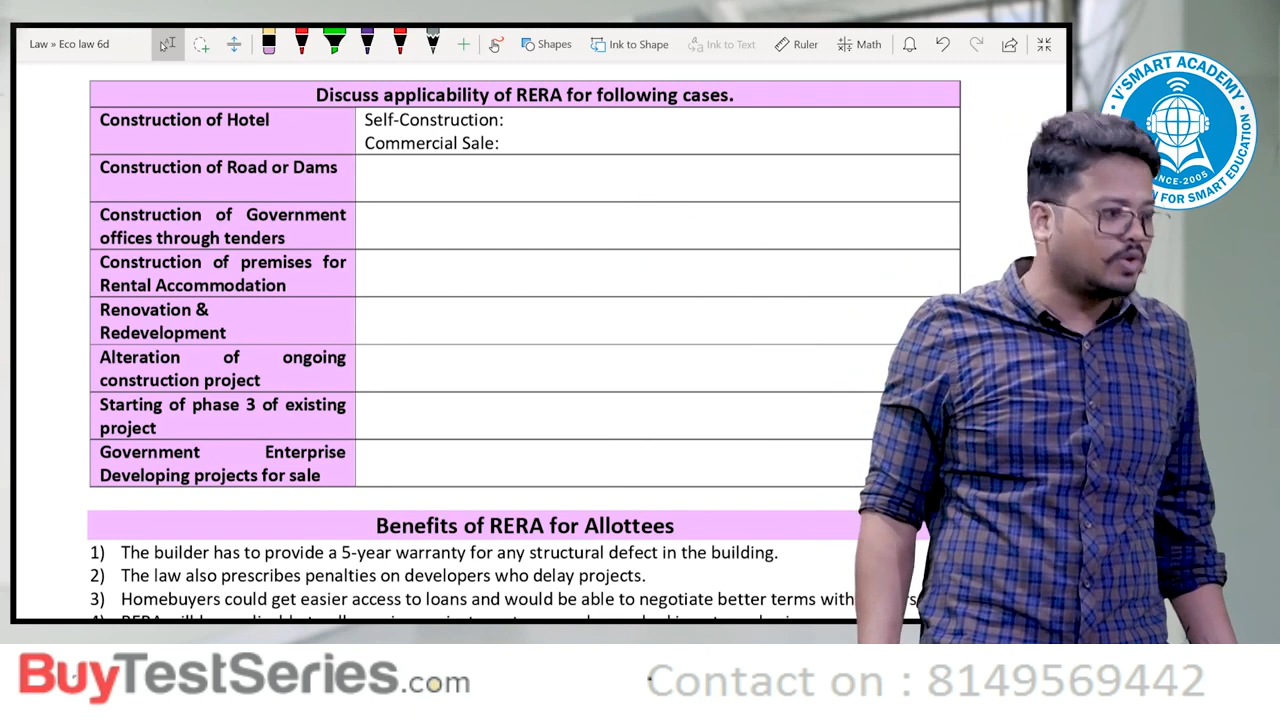 Law » Eco law 6d
Shapes
Ink to Shape
Ink to Text
Ruler
Math
Discuss applicability of RERA for following cases.
Construction of Hotel
Self-Construction:
Commercial Sale:
Construction of Road or Dams
Construction of Government
offices through tenders
Construction of premises for
Rental Accommodation
Renovation &
Redevelopment
Alteration of ongoing
construction project
Starting of phase 3 of existing
project
Government Enterprise
Developing projects for sale
Benefits of RERA for Allottees
1) The builder has to provide a 5-year warranty for any structural defect in the building.
2) The law also prescribes penalties on developers who delay projects.
3) Homebuyers could get easier access to loans and would be able to negotiate better terms with
V'SMART ACADEMY
SINCE-2005
N FOR SMART EDUCATION
BuyTestSeries.com
Contact on : 8149569442